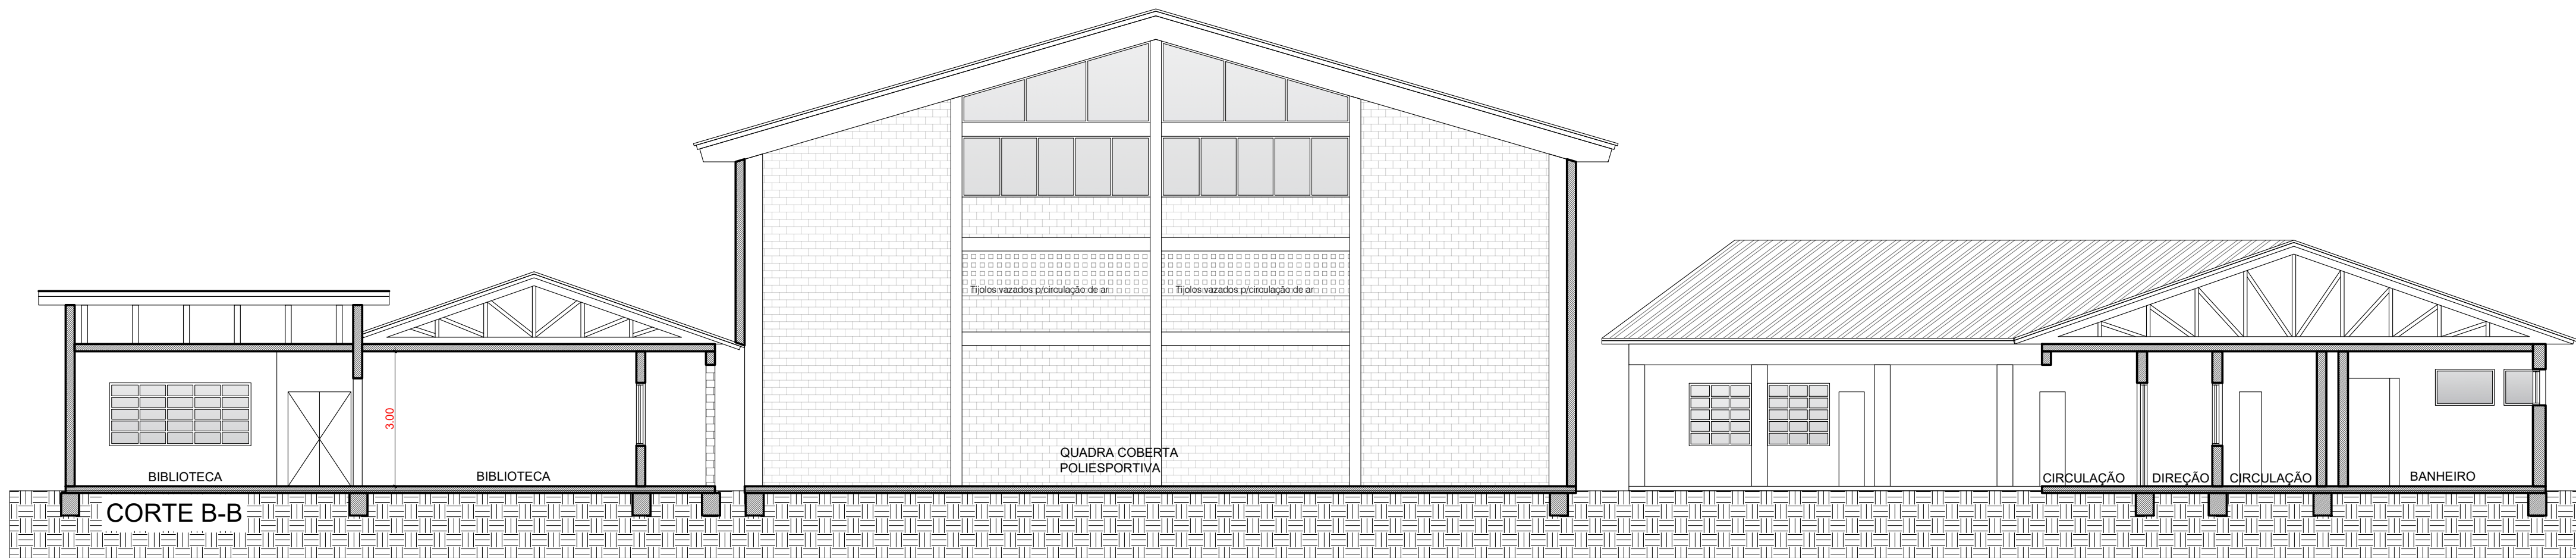 Tijolos vazados p/circulação de ar
Tijolos vazados p/circulação de ar
3.00
QUADRA COBERTA
POLIESPORTIVA
BIBLIOTECA
BIBLIOTECA
CIRCULAÇÃO
DIREÇÃO
CIRCULAÇÃO
BANHEIRO
CORTE B-B